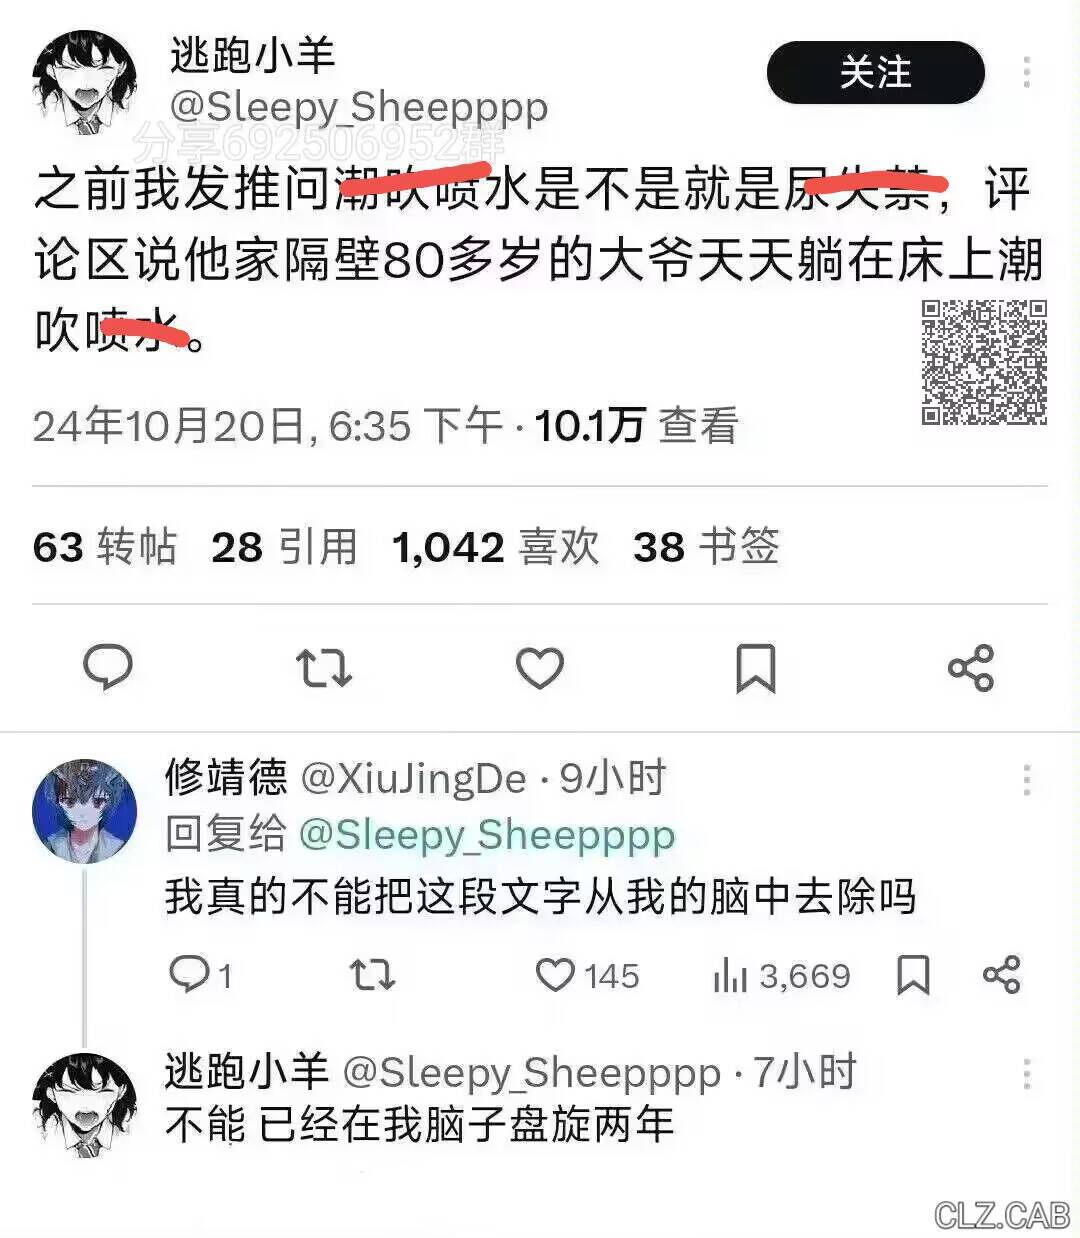 逃跑小羊
关注
@Sleepy_Sheepppp
分享692506952群
之前我发推问潮吹喷水是不是就是尿失禁，评
论区说他家隔壁80多岁的大爷天天躺在床上潮
吹喷水。
24年10月20日, 6:35 下午 · 10.1万 查看
63 转帖 28 引用 1,042 喜欢 38 书签
修靖德 @XiuJingDe · 9小时
回复给 @Sleepy_Sheepppp
我真的不能把这段文字从我的脑中去除吗
1 145 3,669
逃跑小羊 @Sleepy_Sheepppp · 7小时
不能 已经在我脑子盘旋两年
CLZ.CAB